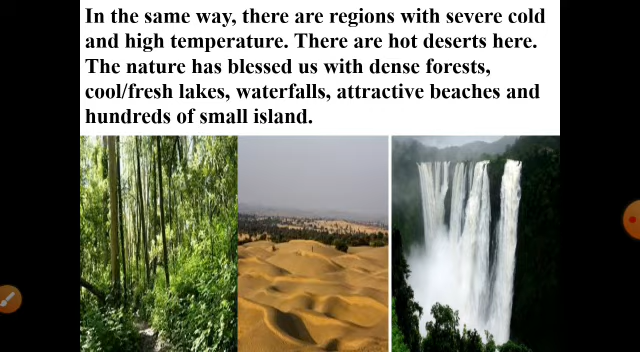 In the same way, there are regions with severe cold
and high temperature. There are hot deserts here.
The nature has blessed us with dense forests,
cool/fresh lakes, waterfalls, attractive beaches and
hundreds of small island.